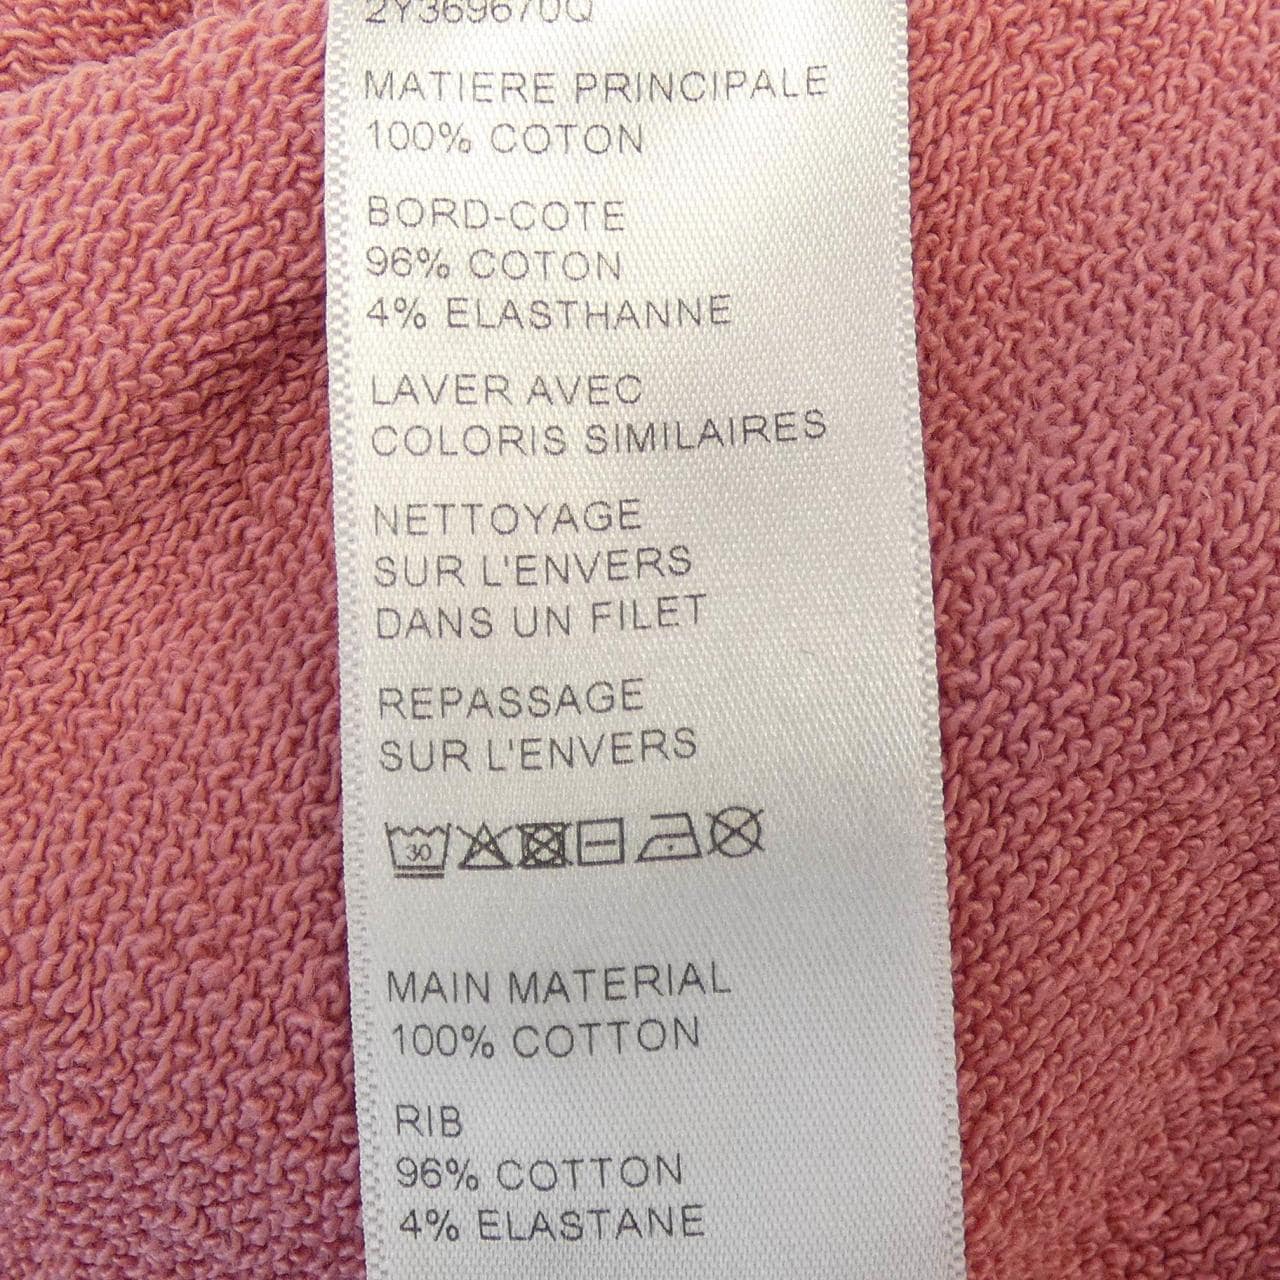 2Y369670Q
MATIERE PRINCIPALE
100% COTON
BORD-COTE
96% COTON
4% ELASTHANNE
LAVER AVEC
COLORIS SIMILAIRES
NETTOYAGE
SUR L'ENVERS
DANS UN FILET
REPASSAGE
SUR L'ENVERS
30
MAIN MATERIAL
100% COTTON
RIB
96% COTTON
4% ELASTANE